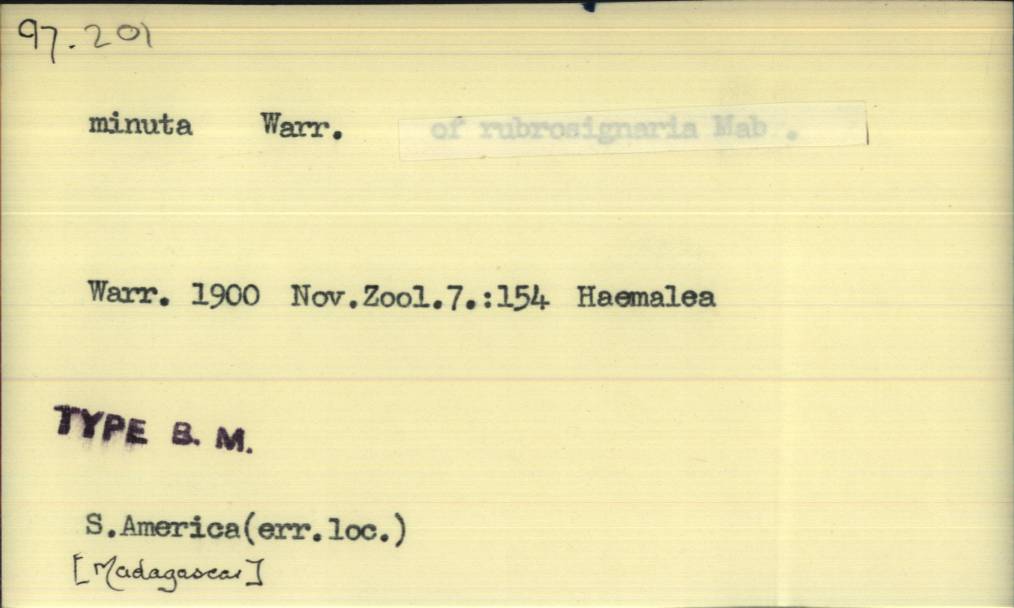 97.201
minuta Warr. of rubrosignaria Mab .
Warr. 1900 Nov.Zool.7.:154 Haemalea
TYPE B. M.
S.America(err.loc.)
[Madagascar]